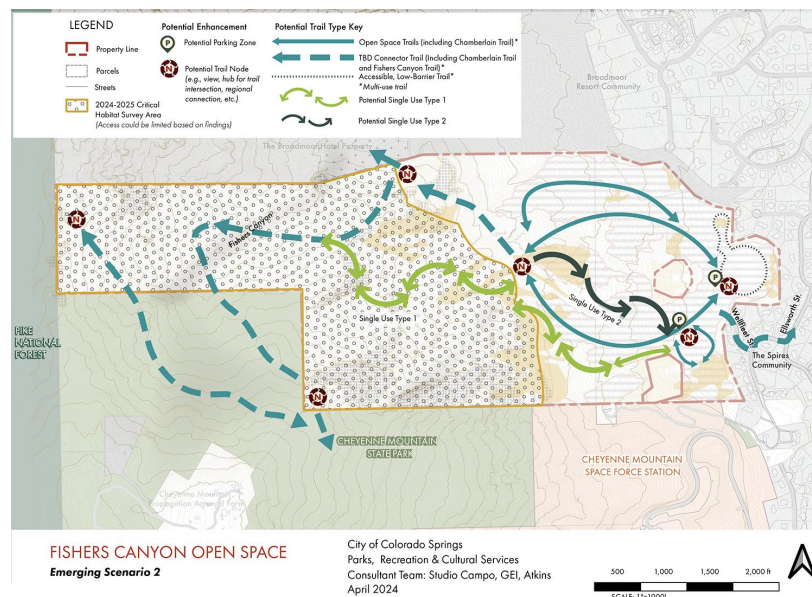 LEGEND
Property Line
Parcels
Streets
2024-2025 Critical
Habitat Survey Area
(Access could be limited based on findings)
Potential Enhancement
P
Potential Parking Zone
N
Potential Trail Node
(e.g., view, hub for trail
intersection, regional
connection, etc.)
Potential Trail Type Key
Open Space Trails (including Chamberlain Trail)*
TBD Connector Trail (Including Chamberlain
and Fishers Canyon Trail)*
Accessible, Low-Barrier Trail*
*Multi-use trail
Potential Single Use Type 1
Potential Single Use Type 2
Broadmoor
Resort Community
The Broadmoor Hotel Property
N
N
Fishers Canyon
N
P
N
Single Use Type 2
Single Use Type 1
P
N
Wellfleet St.
Ellsworth St.
The Spires
Community
PIKE
NATIONAL
FOREST
N
CHEYENNE MOUNTAIN
STATE PARK
CHEYENNE MOUNTAIN
SPACE FORCE STATION
Cheyenne Mountain
FISHERS CANYON OPEN SPACE
Emerging Scenario 2
City of Colorado Springs
Parks, Recreation & Cultural Services
Consultant Team: Studio Campo, GEI, Atkins
April 2024
500 1,000 1,500 2,000 ft
SCALE: 1"=1000'
N